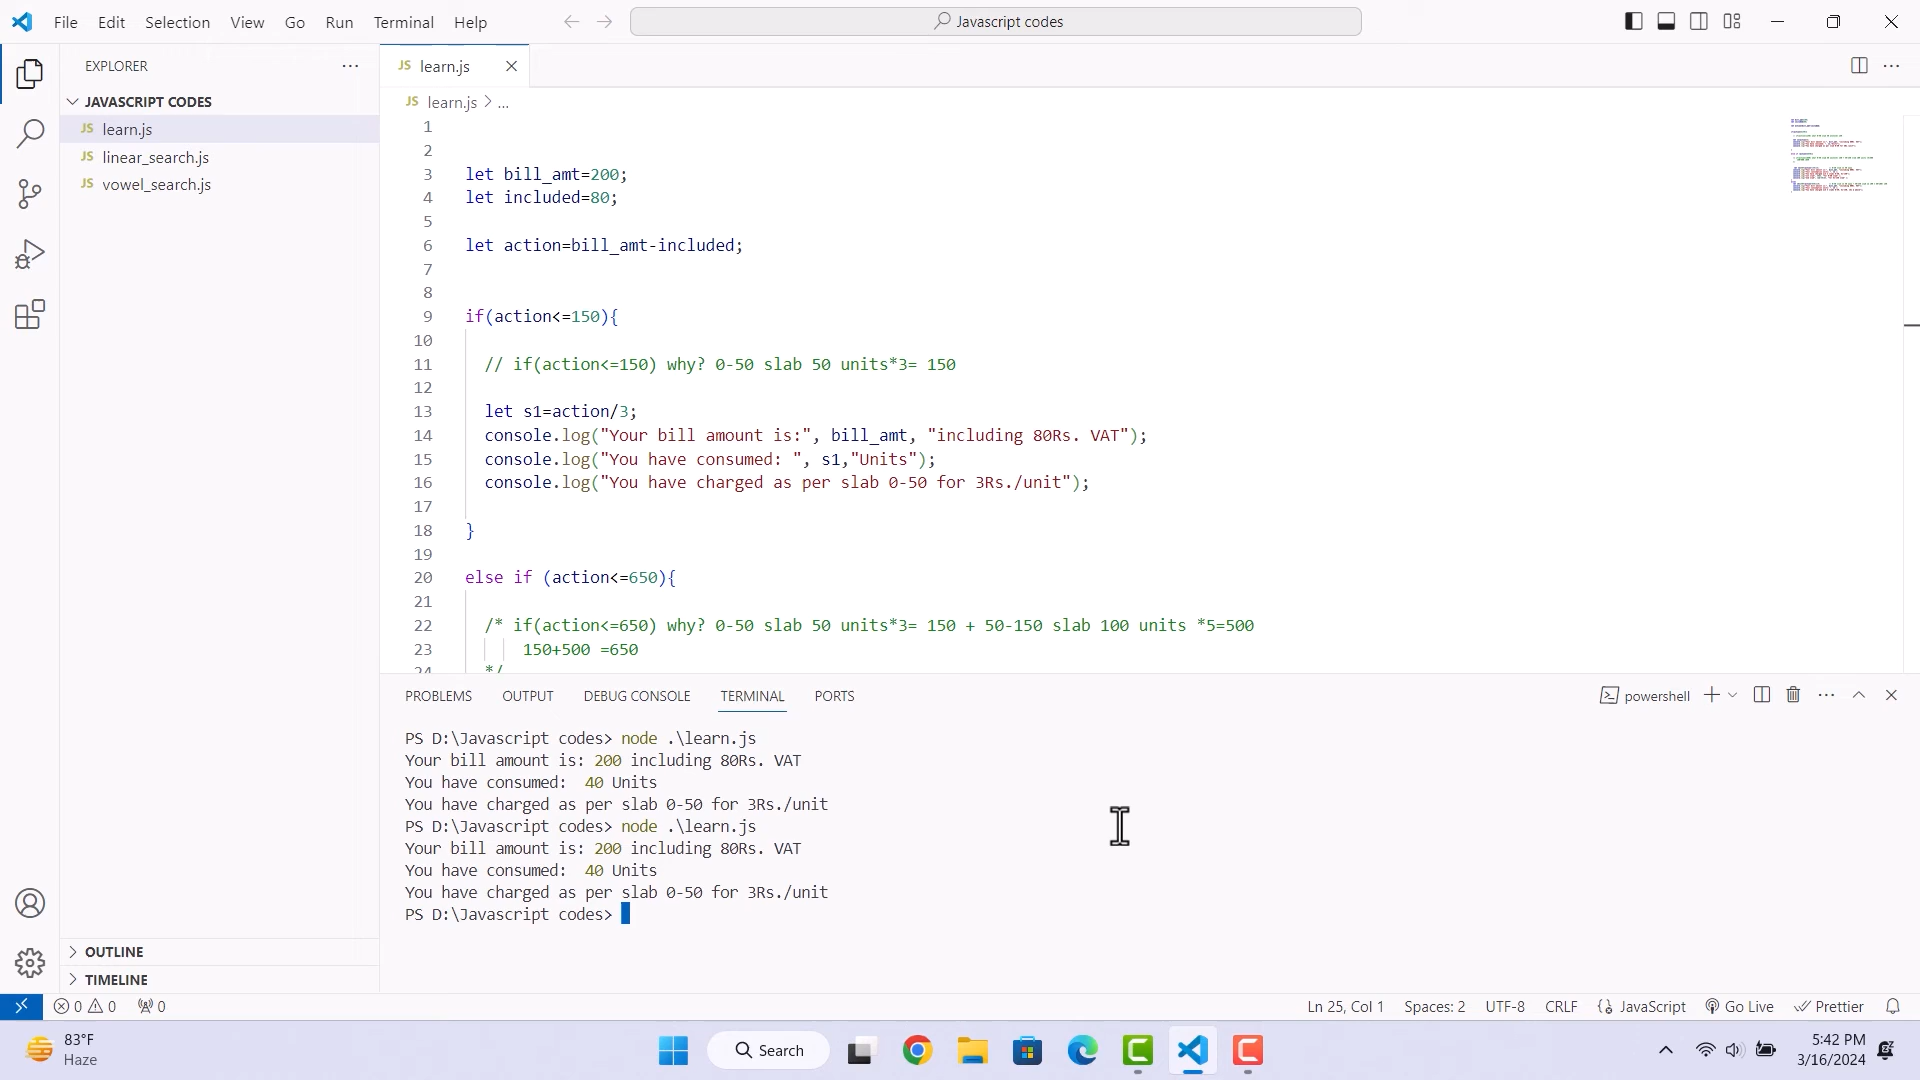 File Edit Selection View Go Run Terminal Help
Javascript codes
EXPLORER
JAVASCRIPT CODES
JS learn.js
JS linear_search.js
JS vowel_search.js
OUTLINE
TIMELINE
JS learn.js
JS learn.js > ...
1
2
3 let bill_amt=200;
4 let included=80;
5
6 let action=bill_amt-included;
7
8
9 if(action<=150){
10
11 // if(action<=150) why? 0-50 slab 50 units*3= 150
12
13 let s1=action/3;
14 console.log("Your bill amount is:", bill_amt, "including 80Rs. VAT");
15 console.log("You have consumed: ", s1,"Units");
16 console.log("You have charged as per slab 0-50 for 3Rs./unit");
17
18 }
19
20 else if (action<=650){
21
22 /* if(action<=650) why? 0-50 slab 50 units*3= 150 + 50-150 slab 100 units *5=500
23 150+500 =650
24 */
PROBLEMS OUTPUT DEBUG CONSOLE TERMINAL PORTS
powershell
PS D:\Javascript codes> node .\learn.js
Your bill amount is: 200 including 80Rs. VAT
You have consumed:  40 Units
You have charged as per slab 0-50 for 3Rs./unit
PS D:\Javascript codes> node .\learn.js
Your bill amount is: 200 including 80Rs. VAT
You have consumed:  40 Units
You have charged as per slab 0-50 for 3Rs./unit
PS D:\Javascript codes>
0 0 0
Ln 25, Col 1 Spaces: 2 UTF-8 CRLF JavaScript Go Live Prettier
83°F
Haze
Search
5:42 PM
3/16/2024